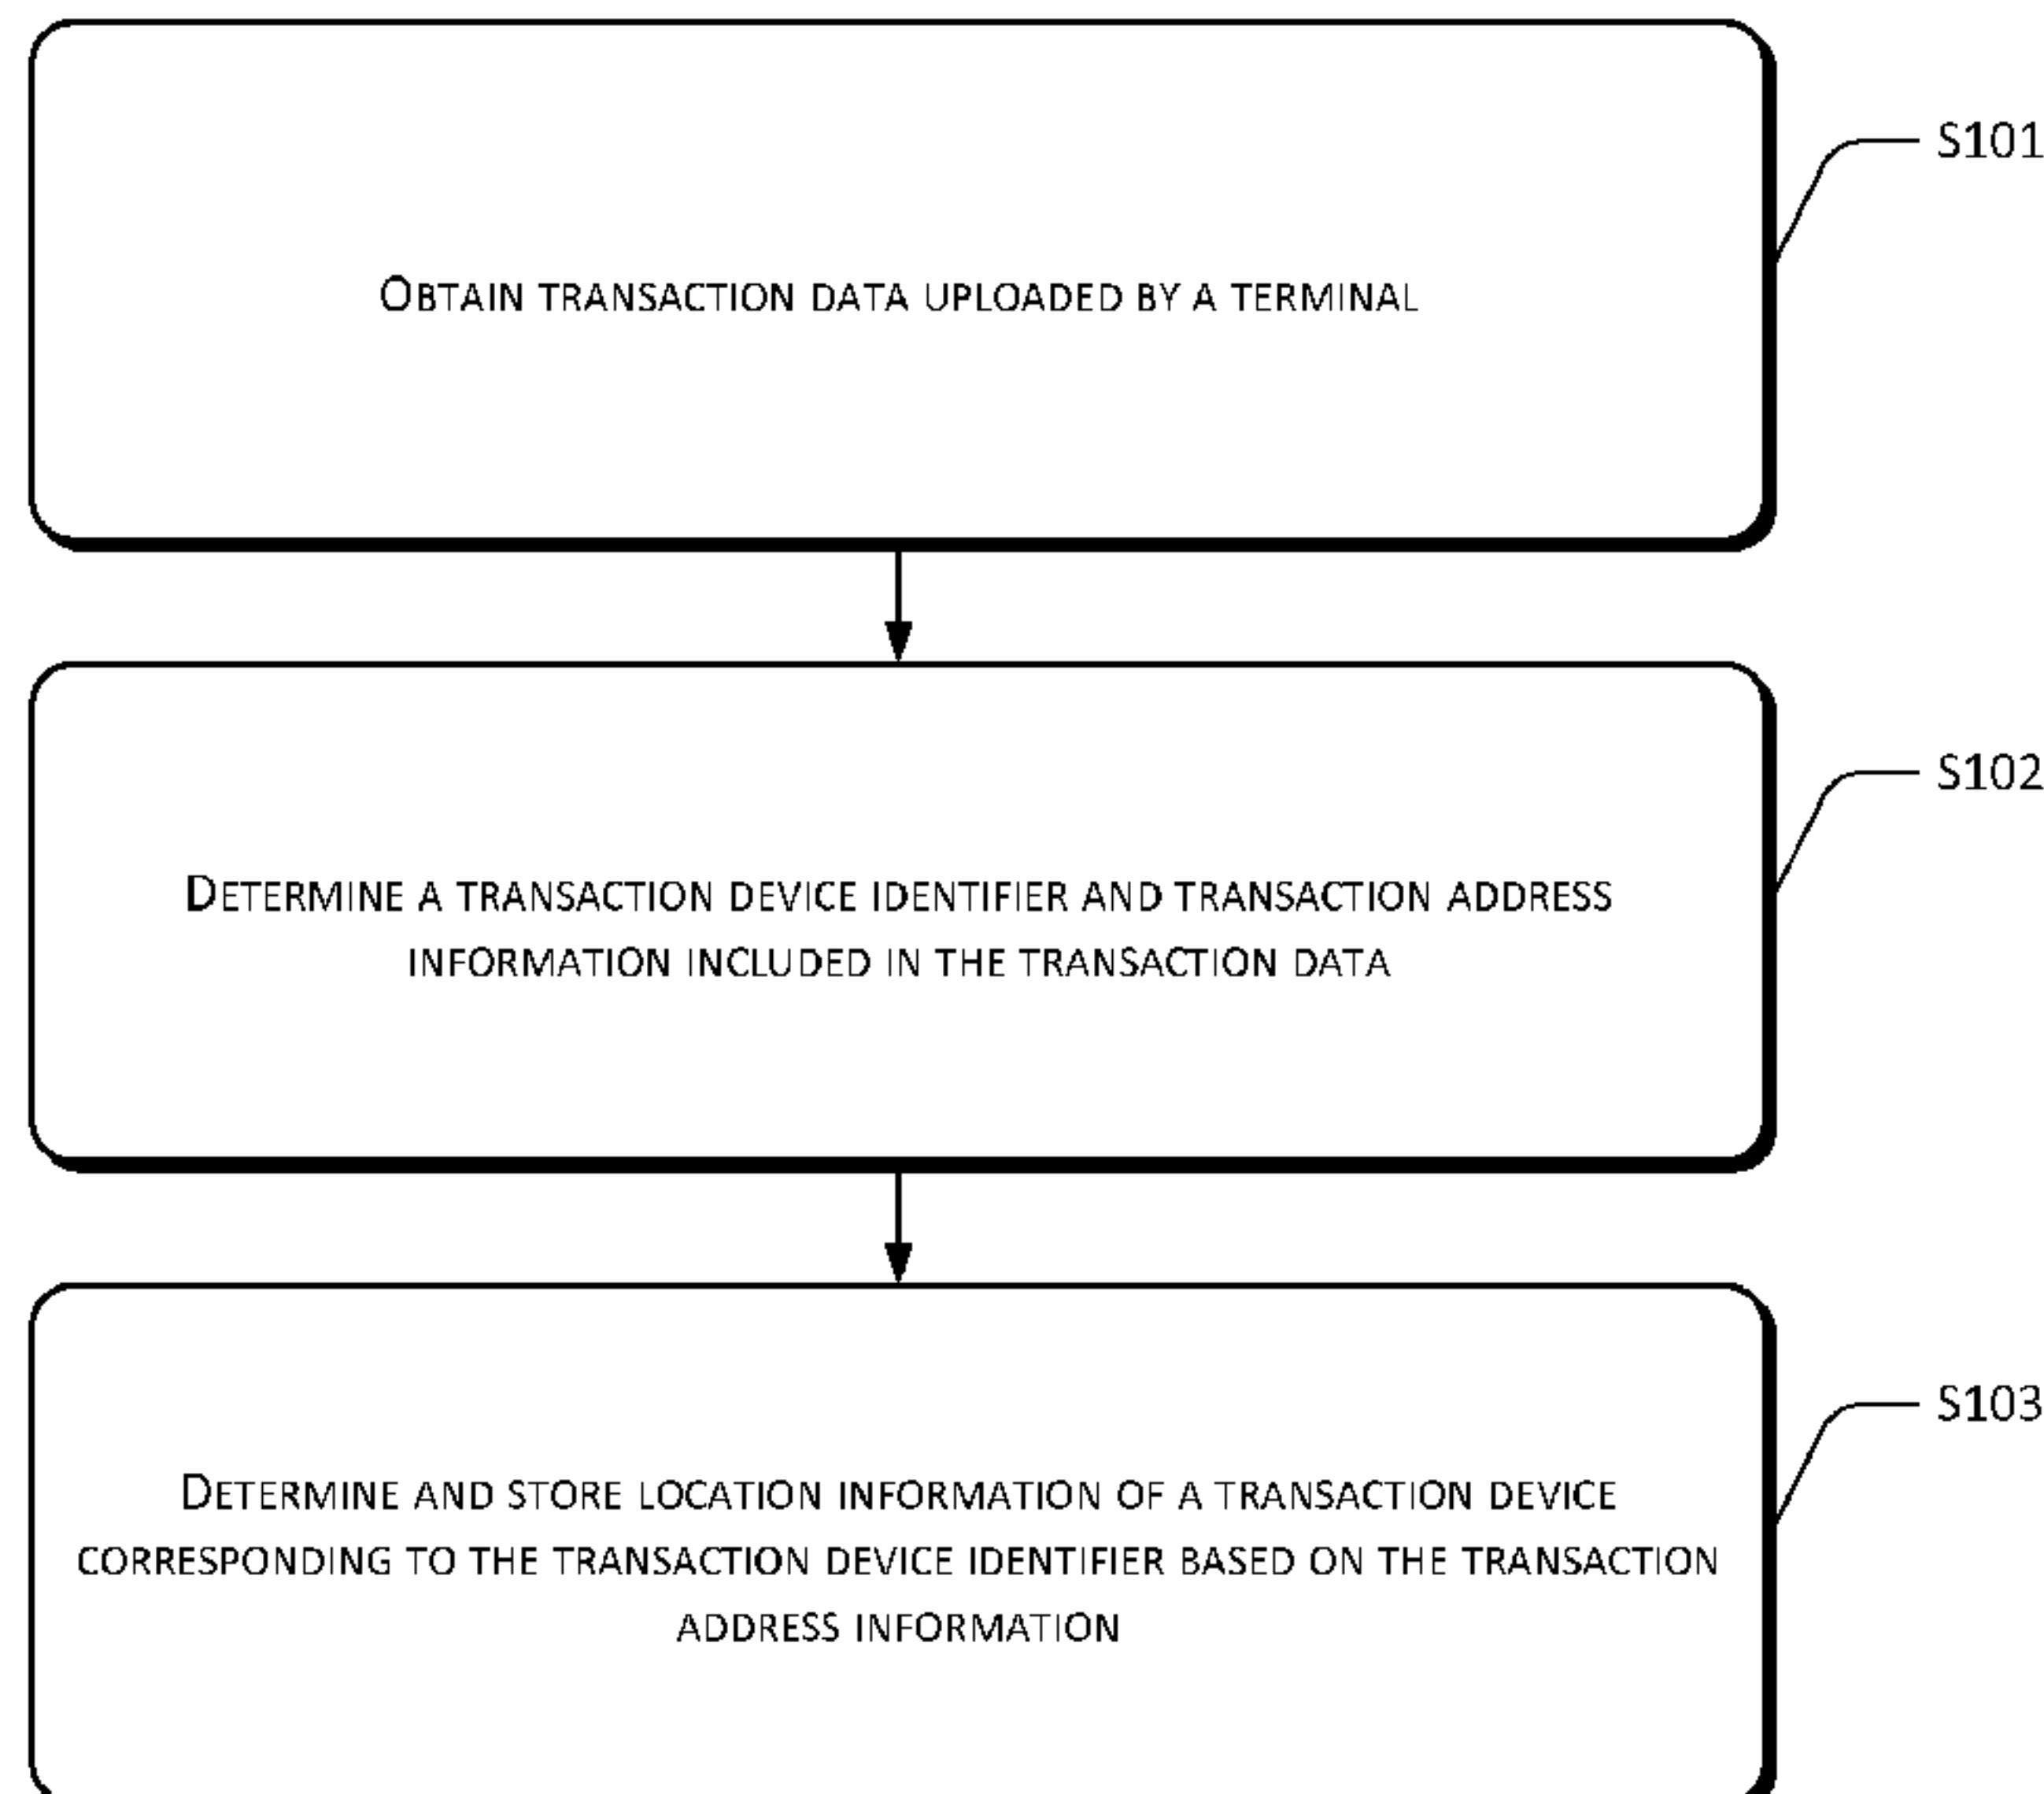 OBTAIN TRANSACTION DATA UPLOADED BY A TERMINAL
S101
DETERMINE A TRANSACTION DEVICE IDENTIFIER AND TRANSACTION ADDRESS
INFORMATION INCLUDED IN THE TRANSACTION DATA
S102
DETERMINE AND STORE LOCATION INFORMATION OF A TRANSACTION DEVICE
CORRESPONDING TO THE TRANSACTION DEVICE IDENTIFIER BASED ON THE TRANSACTION
ADDRESS INFORMATION
S103